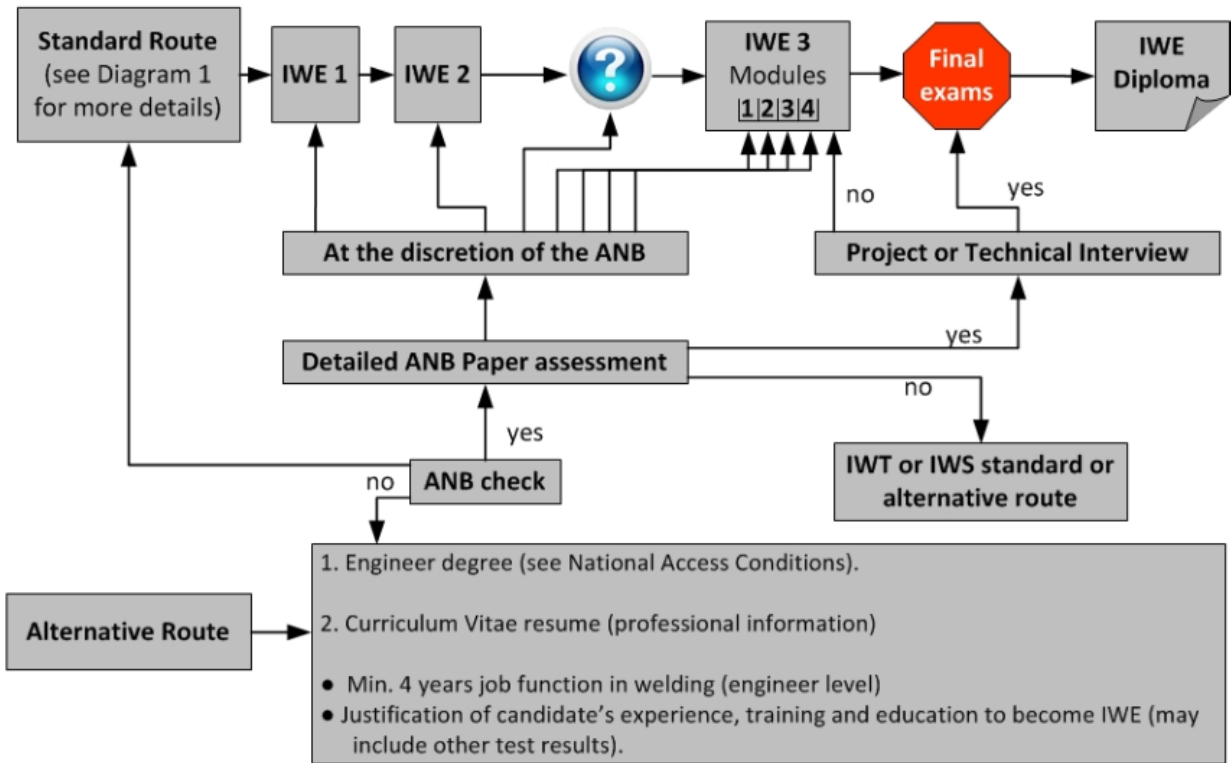 Standard Route
(see Diagram 1
for more details)
IWE 1
IWE 2
?
IWE 3
Modules
1 2 3 4
Final
exams
IWE
Diploma
no
yes
At the discretion of the ANB
Project or Technical Interview
yes
Detailed ANB Paper assessment
no
yes
IWT or IWS standard or
alternative route
no
ANB check
1. Engineer degree (see National Access Conditions).
Alternative Route
2. Curriculum Vitae resume (professional information)
● Min. 4 years job function in welding (engineer level)
● Justification of candidate’s experience, training and education to become IWE (may
include other test results).